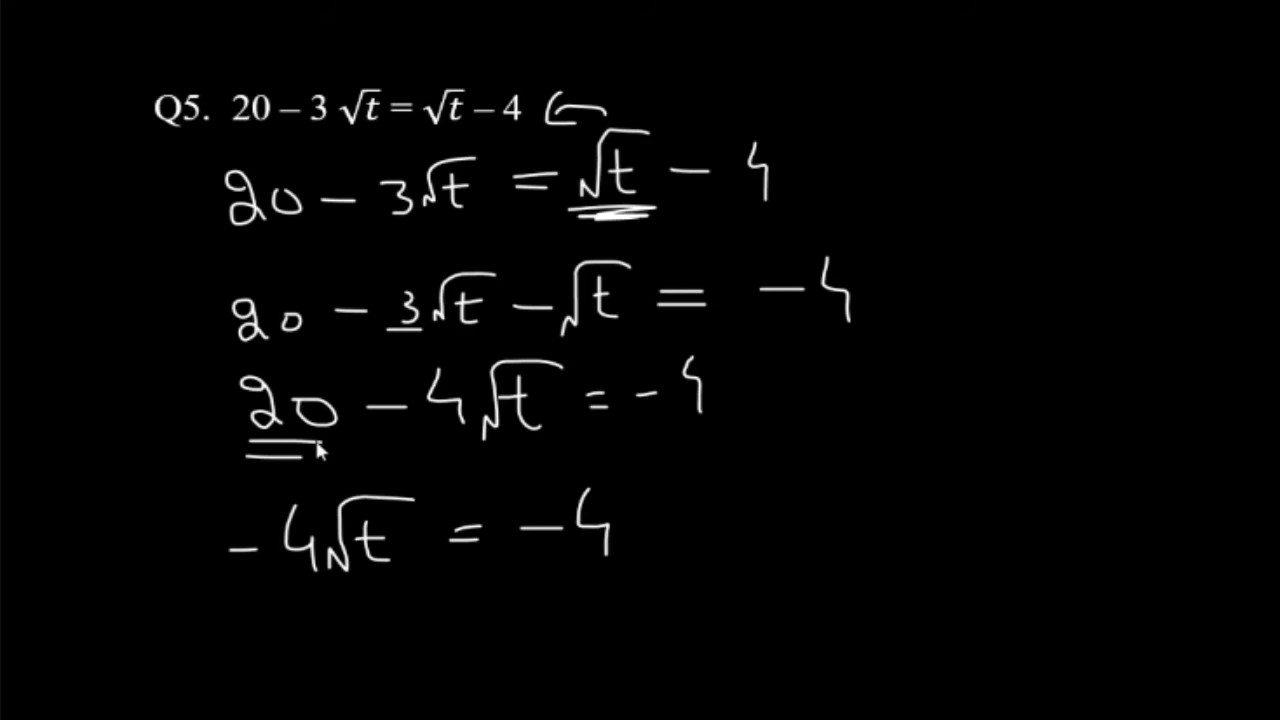 Q5. 20 – 3 √t = √t – 4
20 - 3√t = √t - 4
20 - 3√t - √t = - 4
20 - 4√t = - 4
- 4√t = - 4